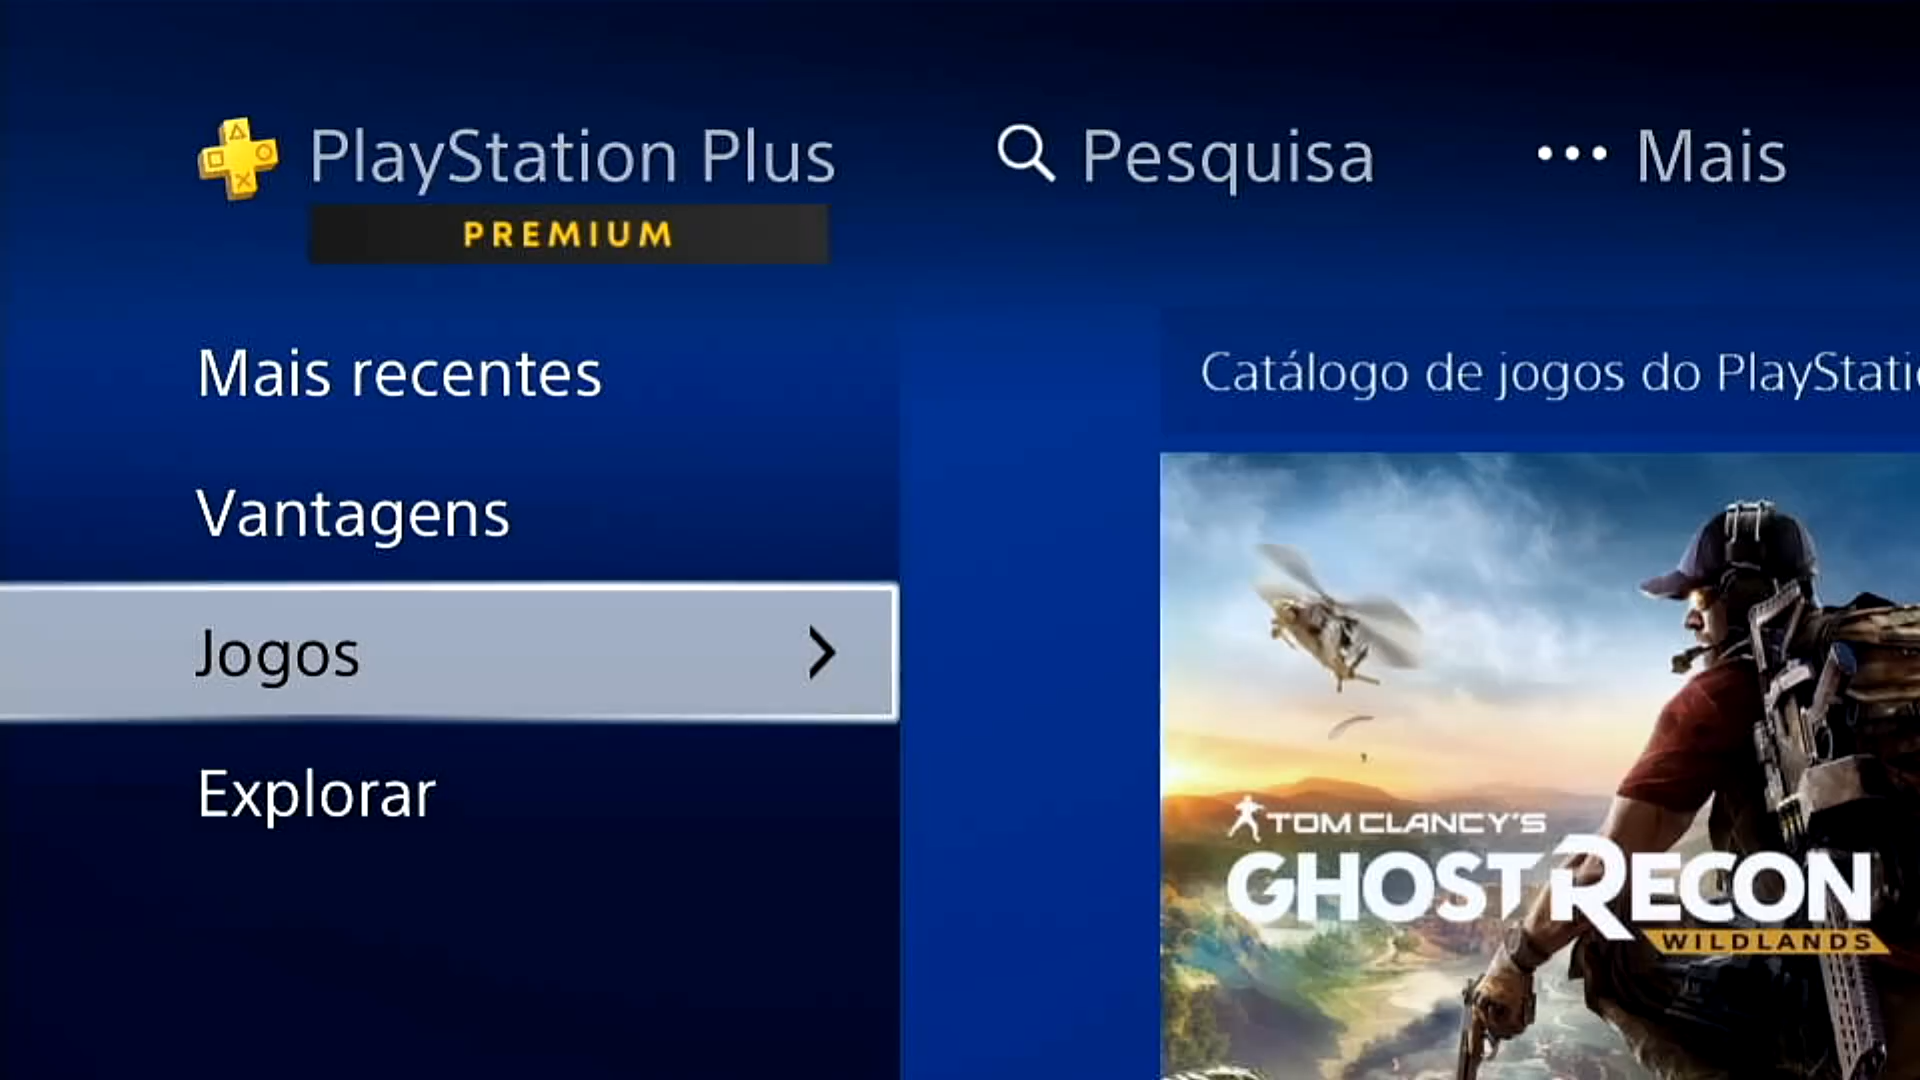 PlayStation Plus
PREMIUM
Pesquisa
Mais
Mais recentes
Vantagens
Jogos
Explorar
Catálogo de jogos do
TOM CLANCY'S
GHOST RECON
WILDLANDS